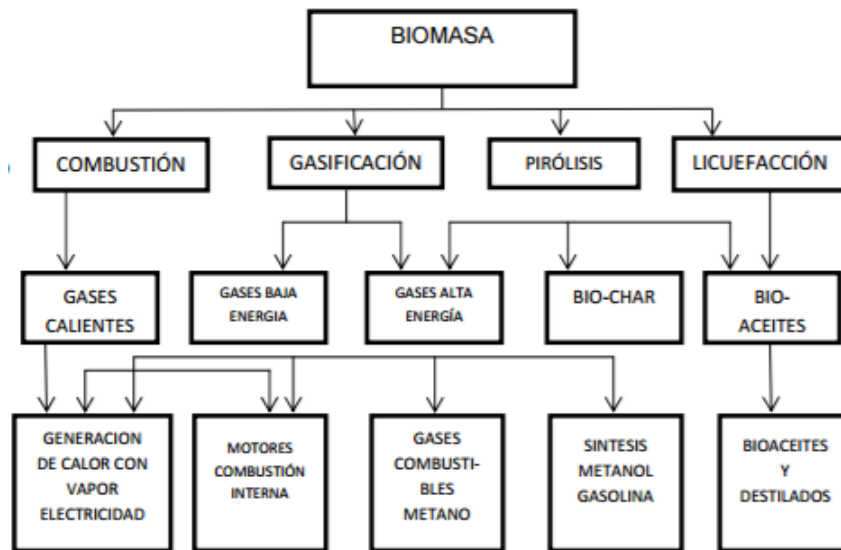 BIOMASA
COMBUSTIÓN
GASIFICACIÓN
PIRÓLISIS
LICUEFACCIÓN
GASES
CALIENTES
GASES BAJA
ENERGIA
GASES ALTA
ENERGÍA
BIO-CHAR
BIO-
ACEITES
GENERACION
DE CALOR CON
VAPOR
ELECTRICIDAD
MOTORES
COMBUSTIÓN
INTERNA
GASES
COMBUSTI-
BLES
METANO
SINTESIS
METANOL
GASOLINA
BIOACEITES
Y
DESTILADOS